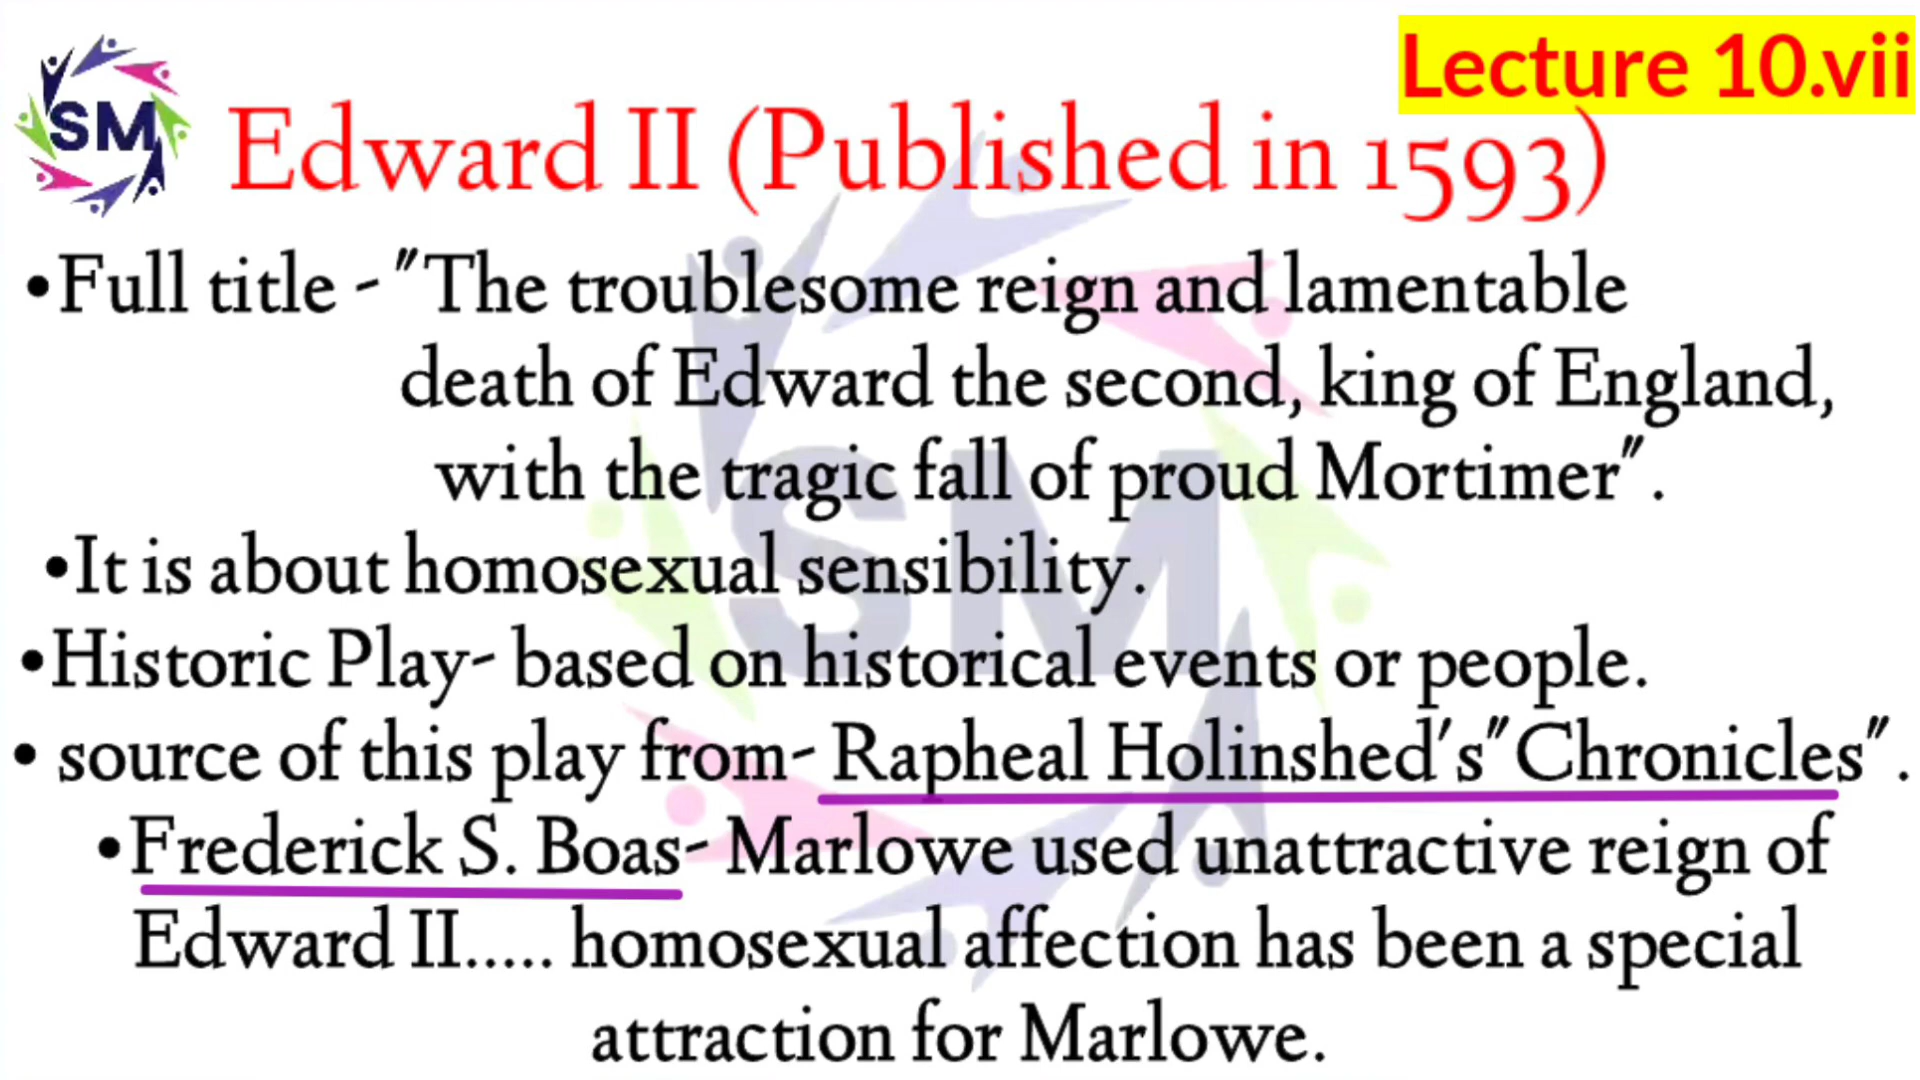 Lecture 10.vii
SM
Edward II (Published in 1593)
•Full title - "The troublesome reign and lamentable
death of Edward the second, king of England,
with the tragic fall of proud Mortimer".
•It is about homosexual sensibility.
•Historic Play- based on historical events or people.
• source of this play from- Rapheal Holinshed's"Chronicles".
•Frederick S. Boas- Marlowe used unattractive reign of
Edward II..... homosexual affection has been a special
attraction for Marlowe.
SM